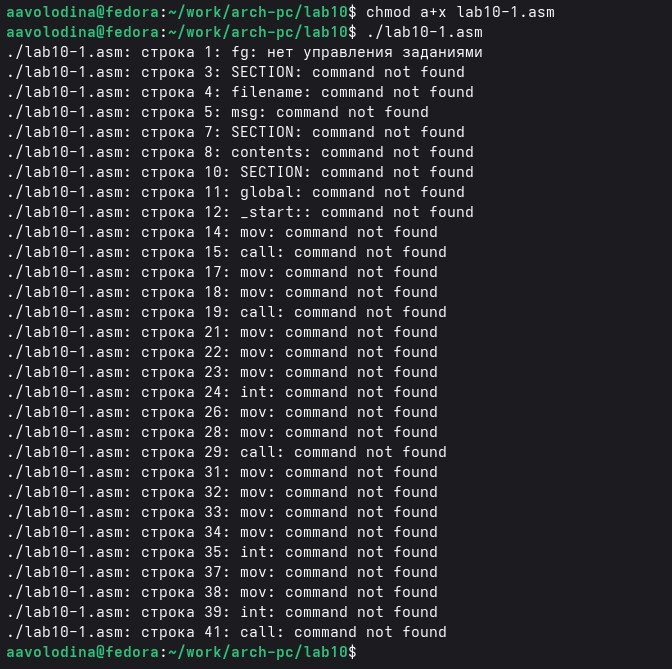 aavolodina@fedora:~/work/arch-pc/lab10$ chmod a+x lab10-1.asm
aavolodina@fedora:~/work/arch-pc/lab10$ ./lab10-1.asm
./lab10-1.asm: строка 1: fg: нет управления заданиями
./lab10-1.asm: строка 3: SECTION: command not found
./lab10-1.asm: строка 4: filename: command not found
./lab10-1.asm: строка 5: msg: command not found
./lab10-1.asm: строка 7: SECTION: command not found
./lab10-1.asm: строка 8: contents: command not found
./lab10-1.asm: строка 10: SECTION: command not found
./lab10-1.asm: строка 11: global: command not found
./lab10-1.asm: строка 12: _start:: command not found
./lab10-1.asm: строка 14: mov: command not found
./lab10-1.asm: строка 15: call: command not found
./lab10-1.asm: строка 17: mov: command not found
./lab10-1.asm: строка 18: mov: command not found
./lab10-1.asm: строка 19: call: command not found
./lab10-1.asm: строка 21: mov: command not found
./lab10-1.asm: строка 22: mov: command not found
./lab10-1.asm: строка 23: mov: command not found
./lab10-1.asm: строка 24: int: command not found
./lab10-1.asm: строка 26: mov: command not found
./lab10-1.asm: строка 28: mov: command not found
./lab10-1.asm: строка 29: call: command not found
./lab10-1.asm: строка 31: mov: command not found
./lab10-1.asm: строка 32: mov: command not found
./lab10-1.asm: строка 33: mov: command not found
./lab10-1.asm: строка 34: mov: command not found
./lab10-1.asm: строка 35: int: command not found
./lab10-1.asm: строка 37: mov: command not found
./lab10-1.asm: строка 38: mov: command not found
./lab10-1.asm: строка 39: int: command not found
./lab10-1.asm: строка 41: call: command not found
aavolodina@fedora:~/work/arch-pc/lab10$